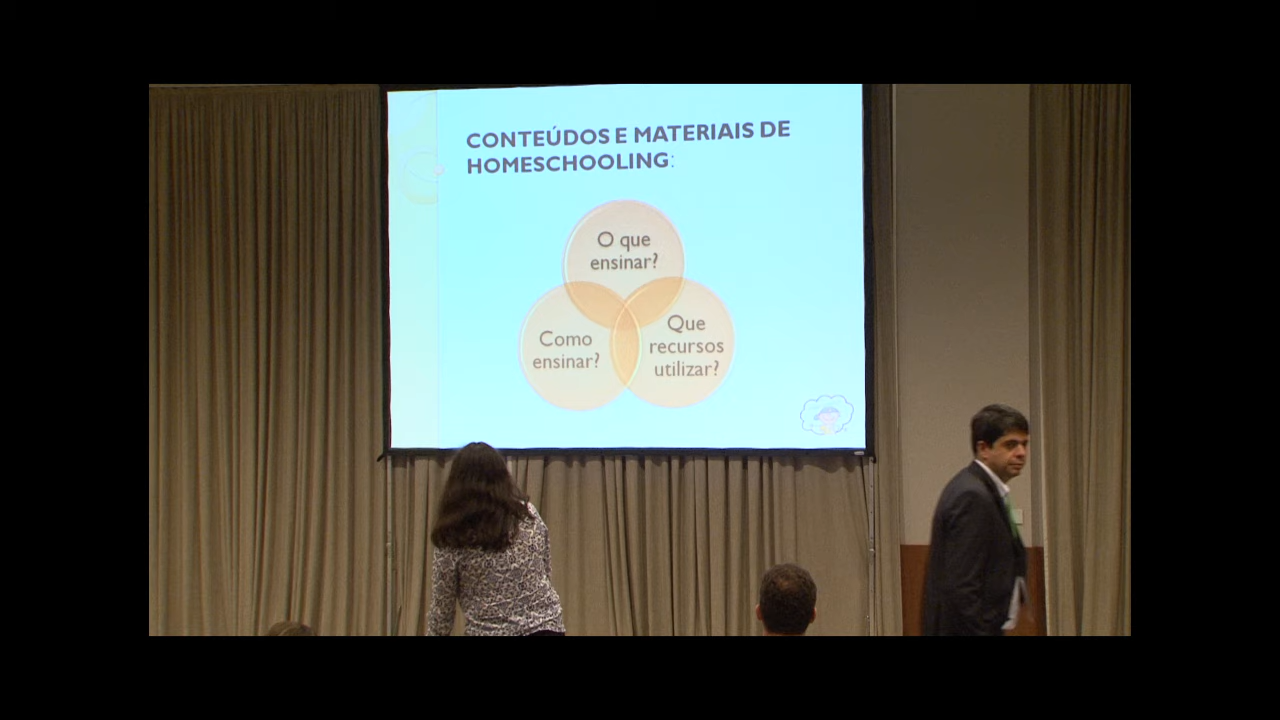 CONTEÚDOS E MATERIAIS DE
HOMESCHOOLING:
O que
ensinar?
Como
ensinar?
Que
recursos
utilizar?